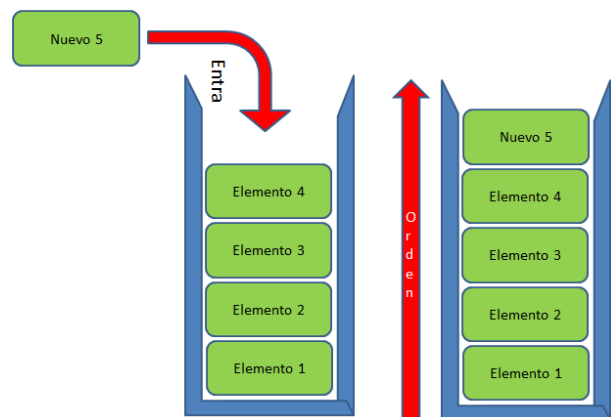 Nuevo 5
Entra
Elemento 4
Elemento 3
Elemento 2
Elemento 1
Orden
Nuevo 5
Elemento 4
Elemento 3
Elemento 2
Elemento 1